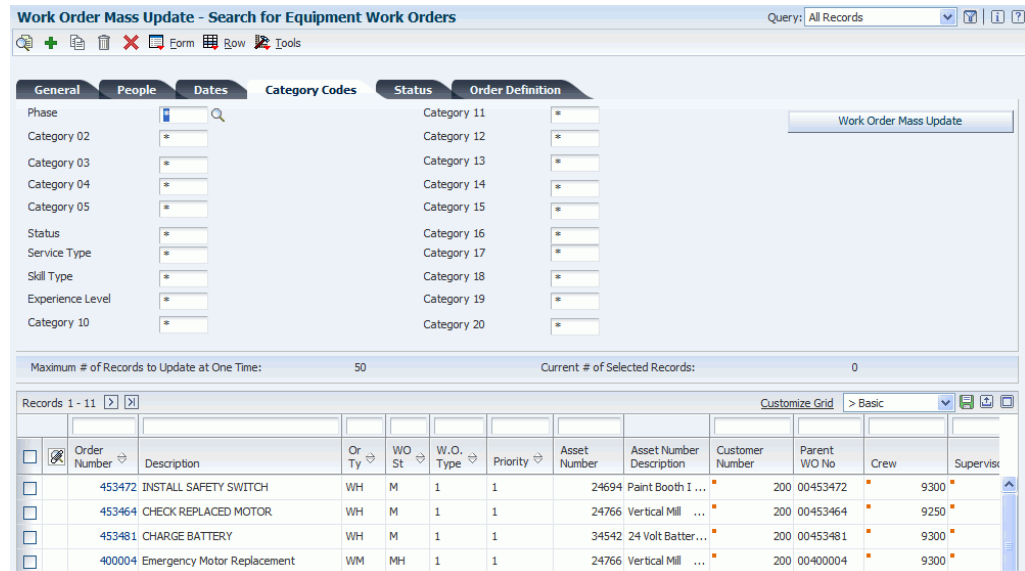 Work Order Mass Update - Search for Equipment Work Orders Query: All Records
Form Row Tools
General People Dates Category Codes Status Order Definition
Phase * Category 11 * Work Order Mass Update
Category 02 * Category 12 *
Category 03 * Category 13 *
Category 04 * Category 14 *
Category 05 * Category 15 *
Status * Category 16 *
Service Type * Category 17 *
Skill Type * Category 18 *
Experience Level * Category 19 *
Category 10 * Category 20 *
Maximum # of Records to Update at One Time: 50 Current # of Selected Records: 0
Records 1 - 11 Customize Grid > Basic
Order Number Description Or Ty WO St W.O. Type Priority Asset Number Asset Number Description Customer Number Parent WO No Crew Superviso
453472 INSTALL SAFETY SWITCH WH M 1 1 24694 Paint Booth I ... 200 00453472 9300
453464 CHECK REPLACED MOTOR WH M 1 1 24766 Vertical Mill ... 200 00453464 9250
453481 CHARGE BATTERY WH M 1 1 34542 24 Volt Batter... 200 00453481 9300
400004 Emergency Motor Replacement WM MH 1 1 24766 Vertical Mill ... 200 00400004 9300